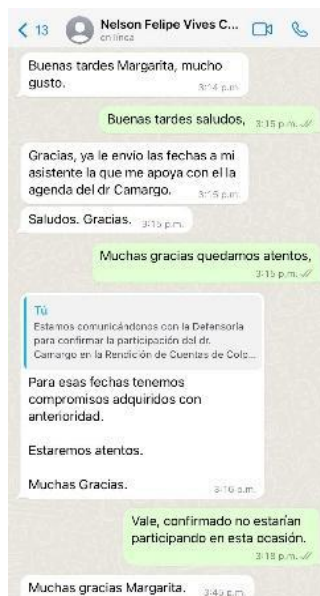 13
Nelson Felipe Vives C...
en línea
Buenas tardes Margarita, mucho
gusto.
3:14 p.m.
Buenas tardes saludos,
3:15 p.m.
Gracias, ya le envío las fechas a mi
asistente la que me apoya con el la
agenda del dr Camargo.
3:15 p.m.
Saludos. Gracias.
3:15 p.m.
Muchas gracias quedamos atentos,
3:15 p.m.
Tú
Estamos comunicándonos con la Defensoría
para confirmar la participación del dr.
Camargo en la Rendición de Cuentas de Colp...
Para esas fechas tenemos
compromisos adquiridos con
anterioridad.
Estaremos atentos.
Muchas Gracias.
3:16 p.m.
Vale, confirmado no estarían
participando en esta ocasión.
3:18 p.m.
Muchas gracias Margarita.
3:45 p.m.